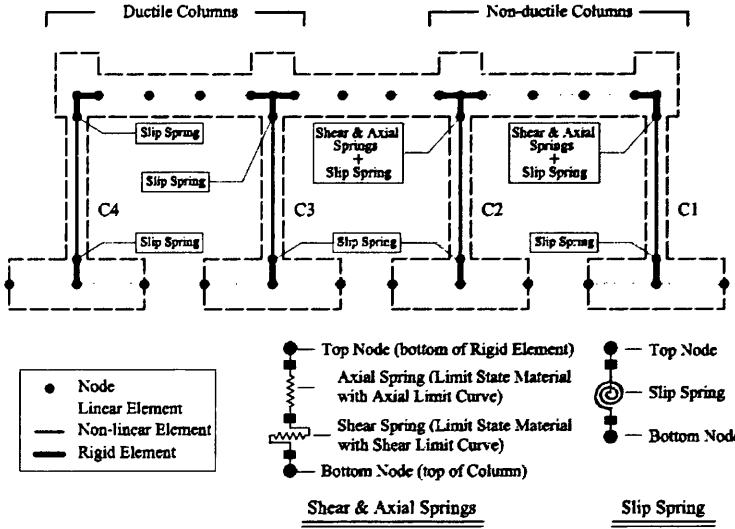 Ductile Columns
Non-ductile Columns
Slip Spring
Slip Spring
Shear & Axial
Springs
+
Slip Spring
Shear & Axial
Springs
+
Slip Spring
C4
C3
C2
C1
Slip Spring
Slip Spring
Slip Spring
Node
Linear Element
Non-linear Element
Rigid Element
Top Node (bottom of Rigid Element)
Axial Spring (Limit State Material
with Axial Limit Curve)
Shear Spring (Limit State Material
with Shear Limit Curve)
Bottom Node (top of Column)
Shear & Axial Springs
Top Node
Slip Spring
Bottom Node
Slip Spring